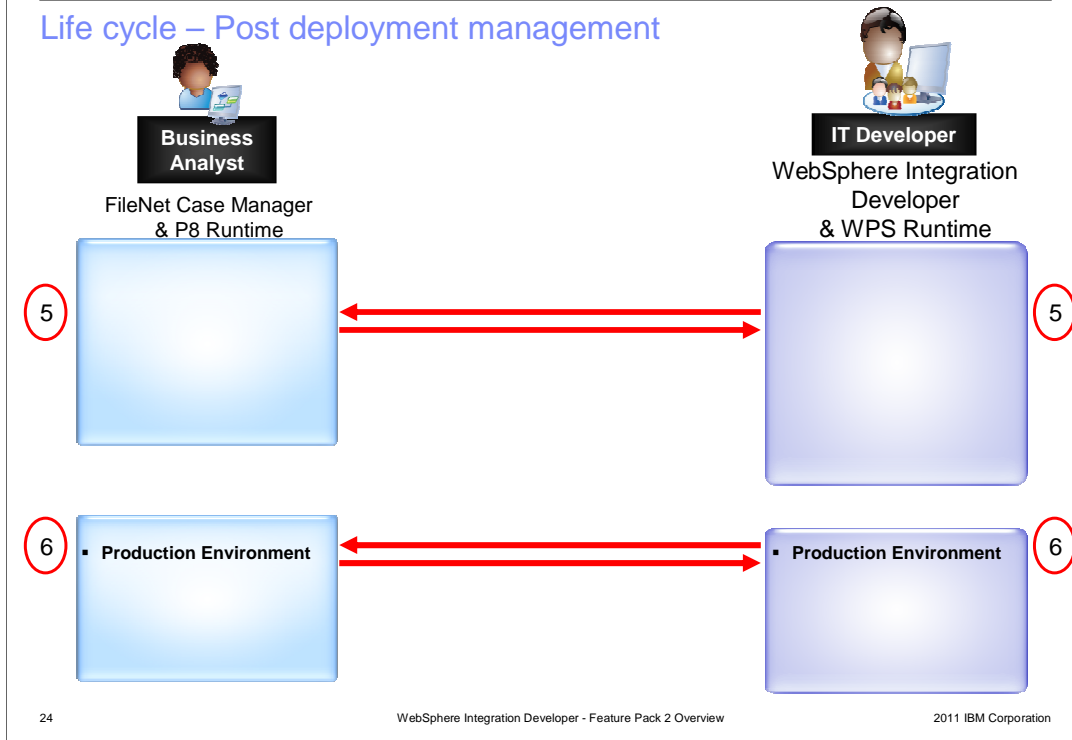 Life cycle – Post deployment management
Business
Analyst
FileNet Case Manager
& P8 Runtime
IT Developer
WebSphere Integration
Developer
& WPS Runtime
5
5
6
▪ Production Environment
▪ Production Environment
6
24
WebSphere Integration Developer - Feature Pack 2 Overview
2011 IBM Corporation